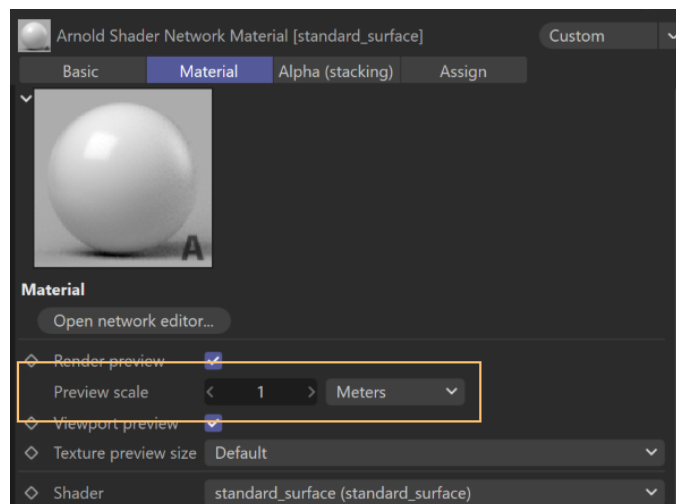 Arnold Shader Network Material [standard_surface]
Custom
Basic
Material
Alpha (stacking)
Assign
A
Material
Open network editor...
Render preview
Preview scale
1
Meters
Viewport preview
Texture preview size
Default
Shader
standard_surface (standard_surface)